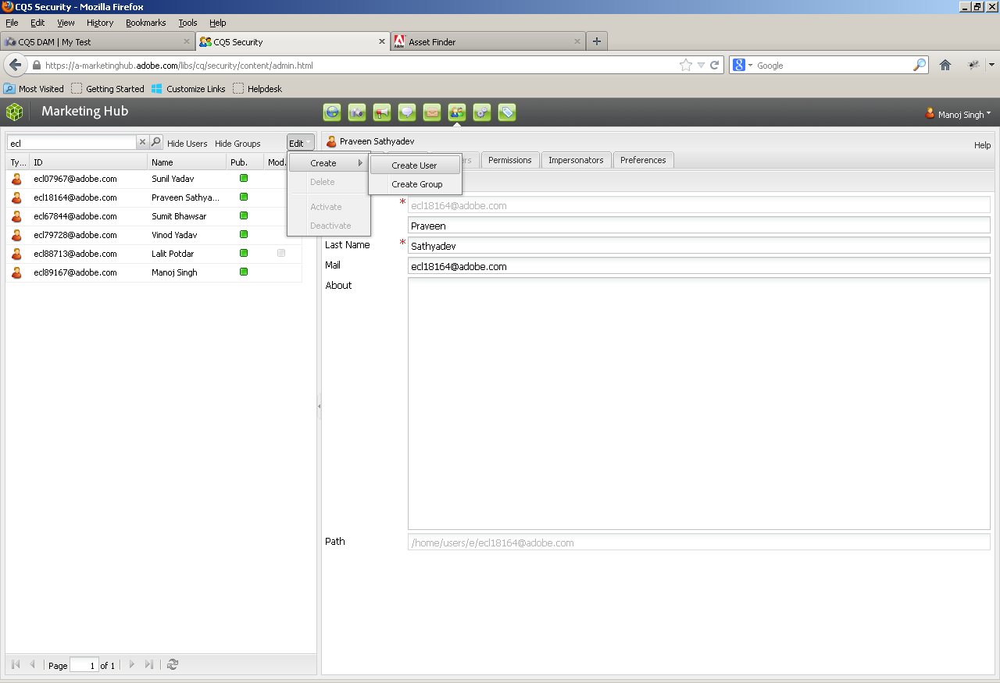 CQ5 Security - Mozilla Firefox
File Edit View History Bookmarks Tools Help
CQ5 DAM | My Test
CQ5 Security
Adobe
Asset Finder
https://a-marketinghub.adobe.com/libs/cq/security/content/admin.html
8 Google
Most Visited Getting Started Customize Links Helpdesk
Marketing Hub
Manoj Singh
ecl
Hide Users Hide Groups Edit
Praveen Sathyadev
Help
Ty... ID Name Pub. Mod.
Create
Delete
Activate
Deactivate
Create User
Create Group
ers Permissions Impersonators Preferences
ecl07967@adobe.com Sunil Yadav
ecl18164@adobe.com Praveen Sathya...
ecl67844@adobe.com Sumit Bhawsar
ecl79728@adobe.com Vinod Yadav
ecl88713@adobe.com Lalit Potdar
ecl89167@adobe.com Manoj Singh
* ecl18164@adobe.com
Praveen
Last Name * Sathyadev
Mail ecl18164@adobe.com
About
Path /home/users/e/ecl18164@adobe.com
Page 1 of 1